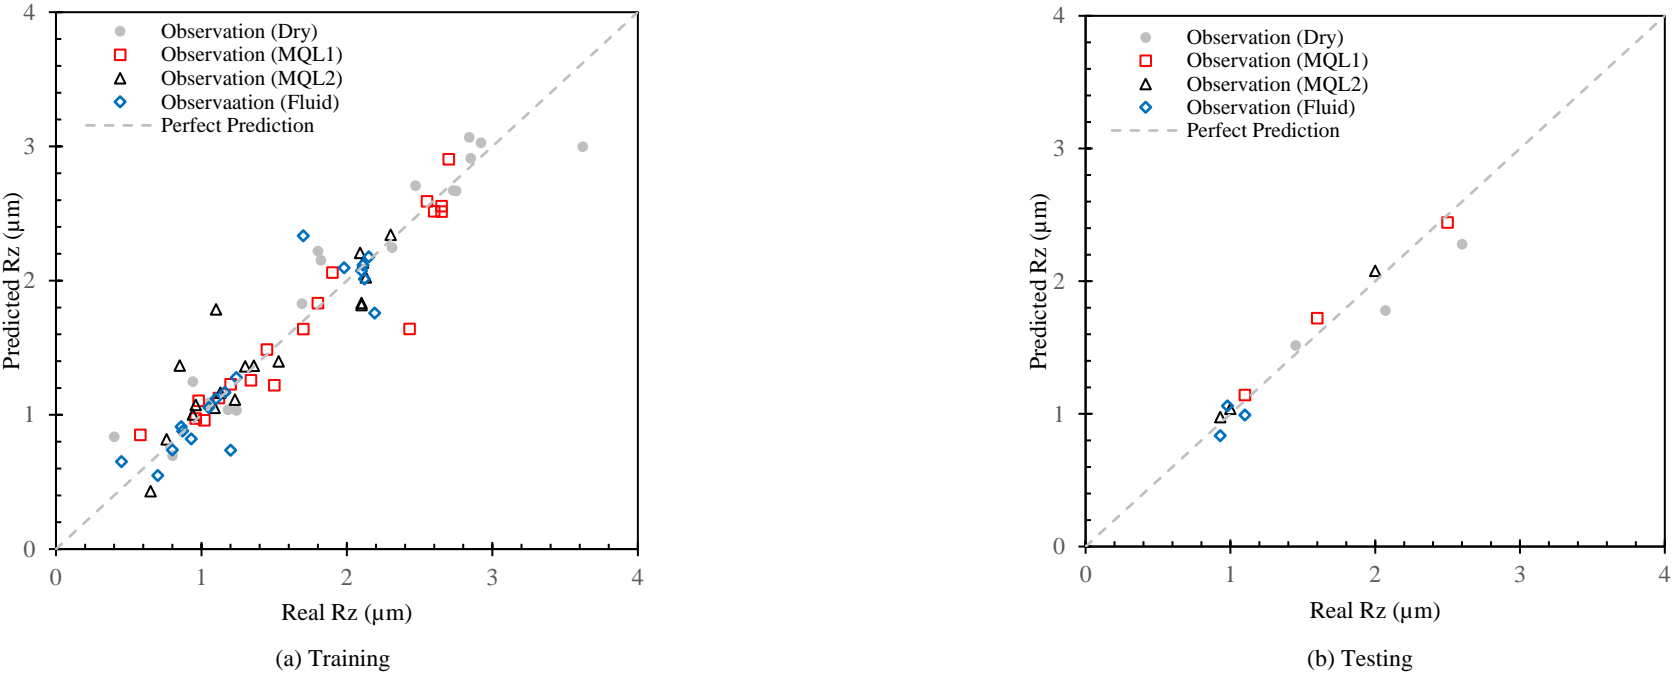 4
3
2
1
0
0
1
2
3
4
Predicted Rz (µm)
Real Rz (µm)
Observation (Dry)
Observation (MQL1)
Observation (MQL2)
Observaation (Fluid)
Perfect Prediction
(a) Training
4
3
2
1
0
0
1
2
3
4
Predicted Rz (µm)
Real Rz (µm)
Observation (Dry)
Observation (MQL1)
Observation (MQL2)
Observation (Fluid)
Perfect Prediction
(b) Testing